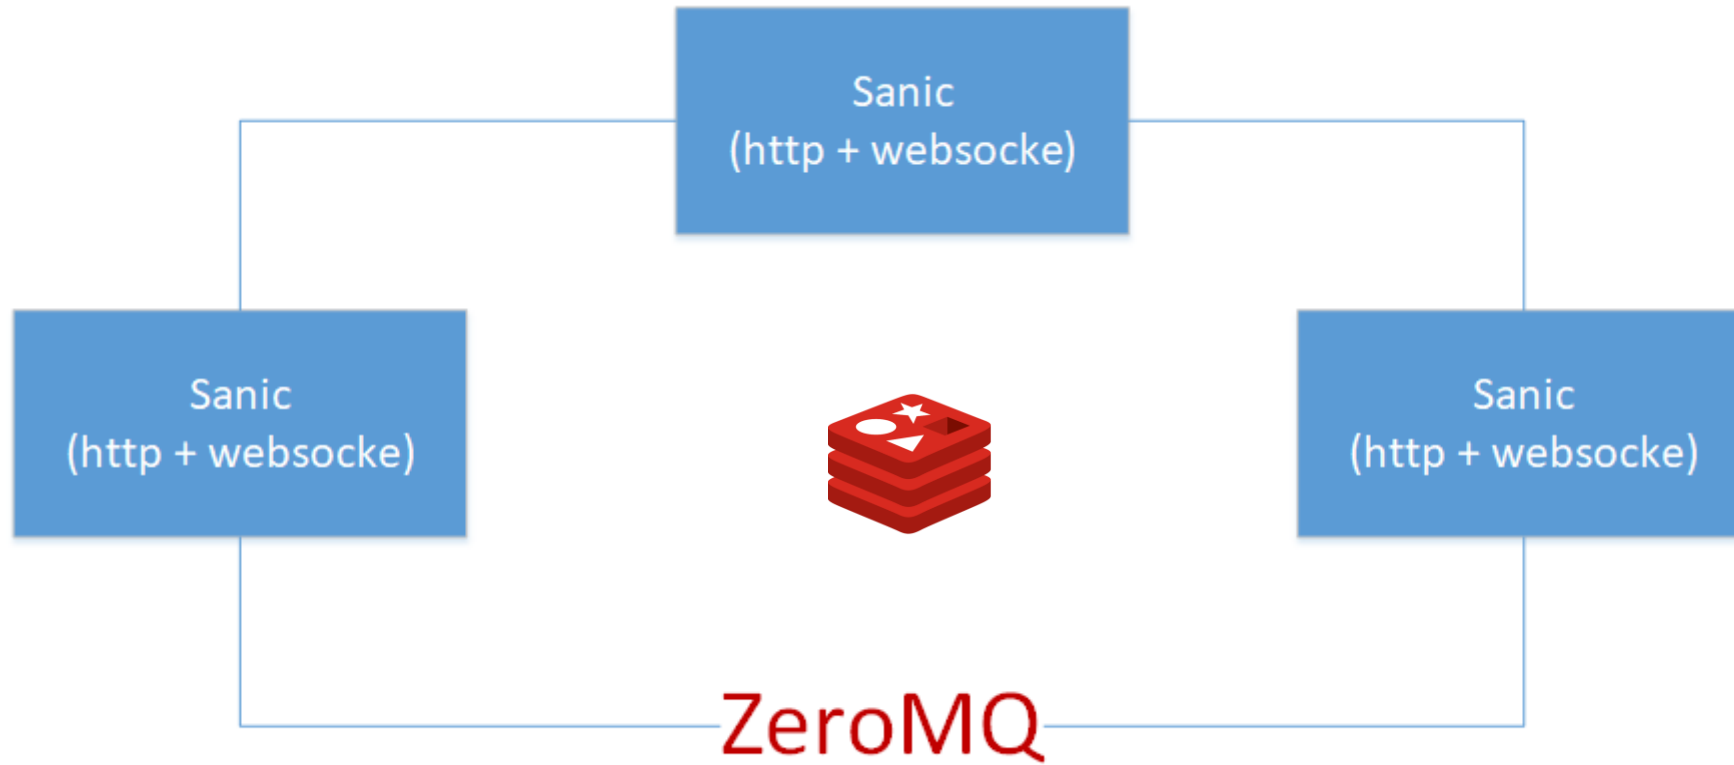 Sanic
(http + websocke)
Sanic
(http + websocke)
Sanic
(http + websocke)
ZeroMQ